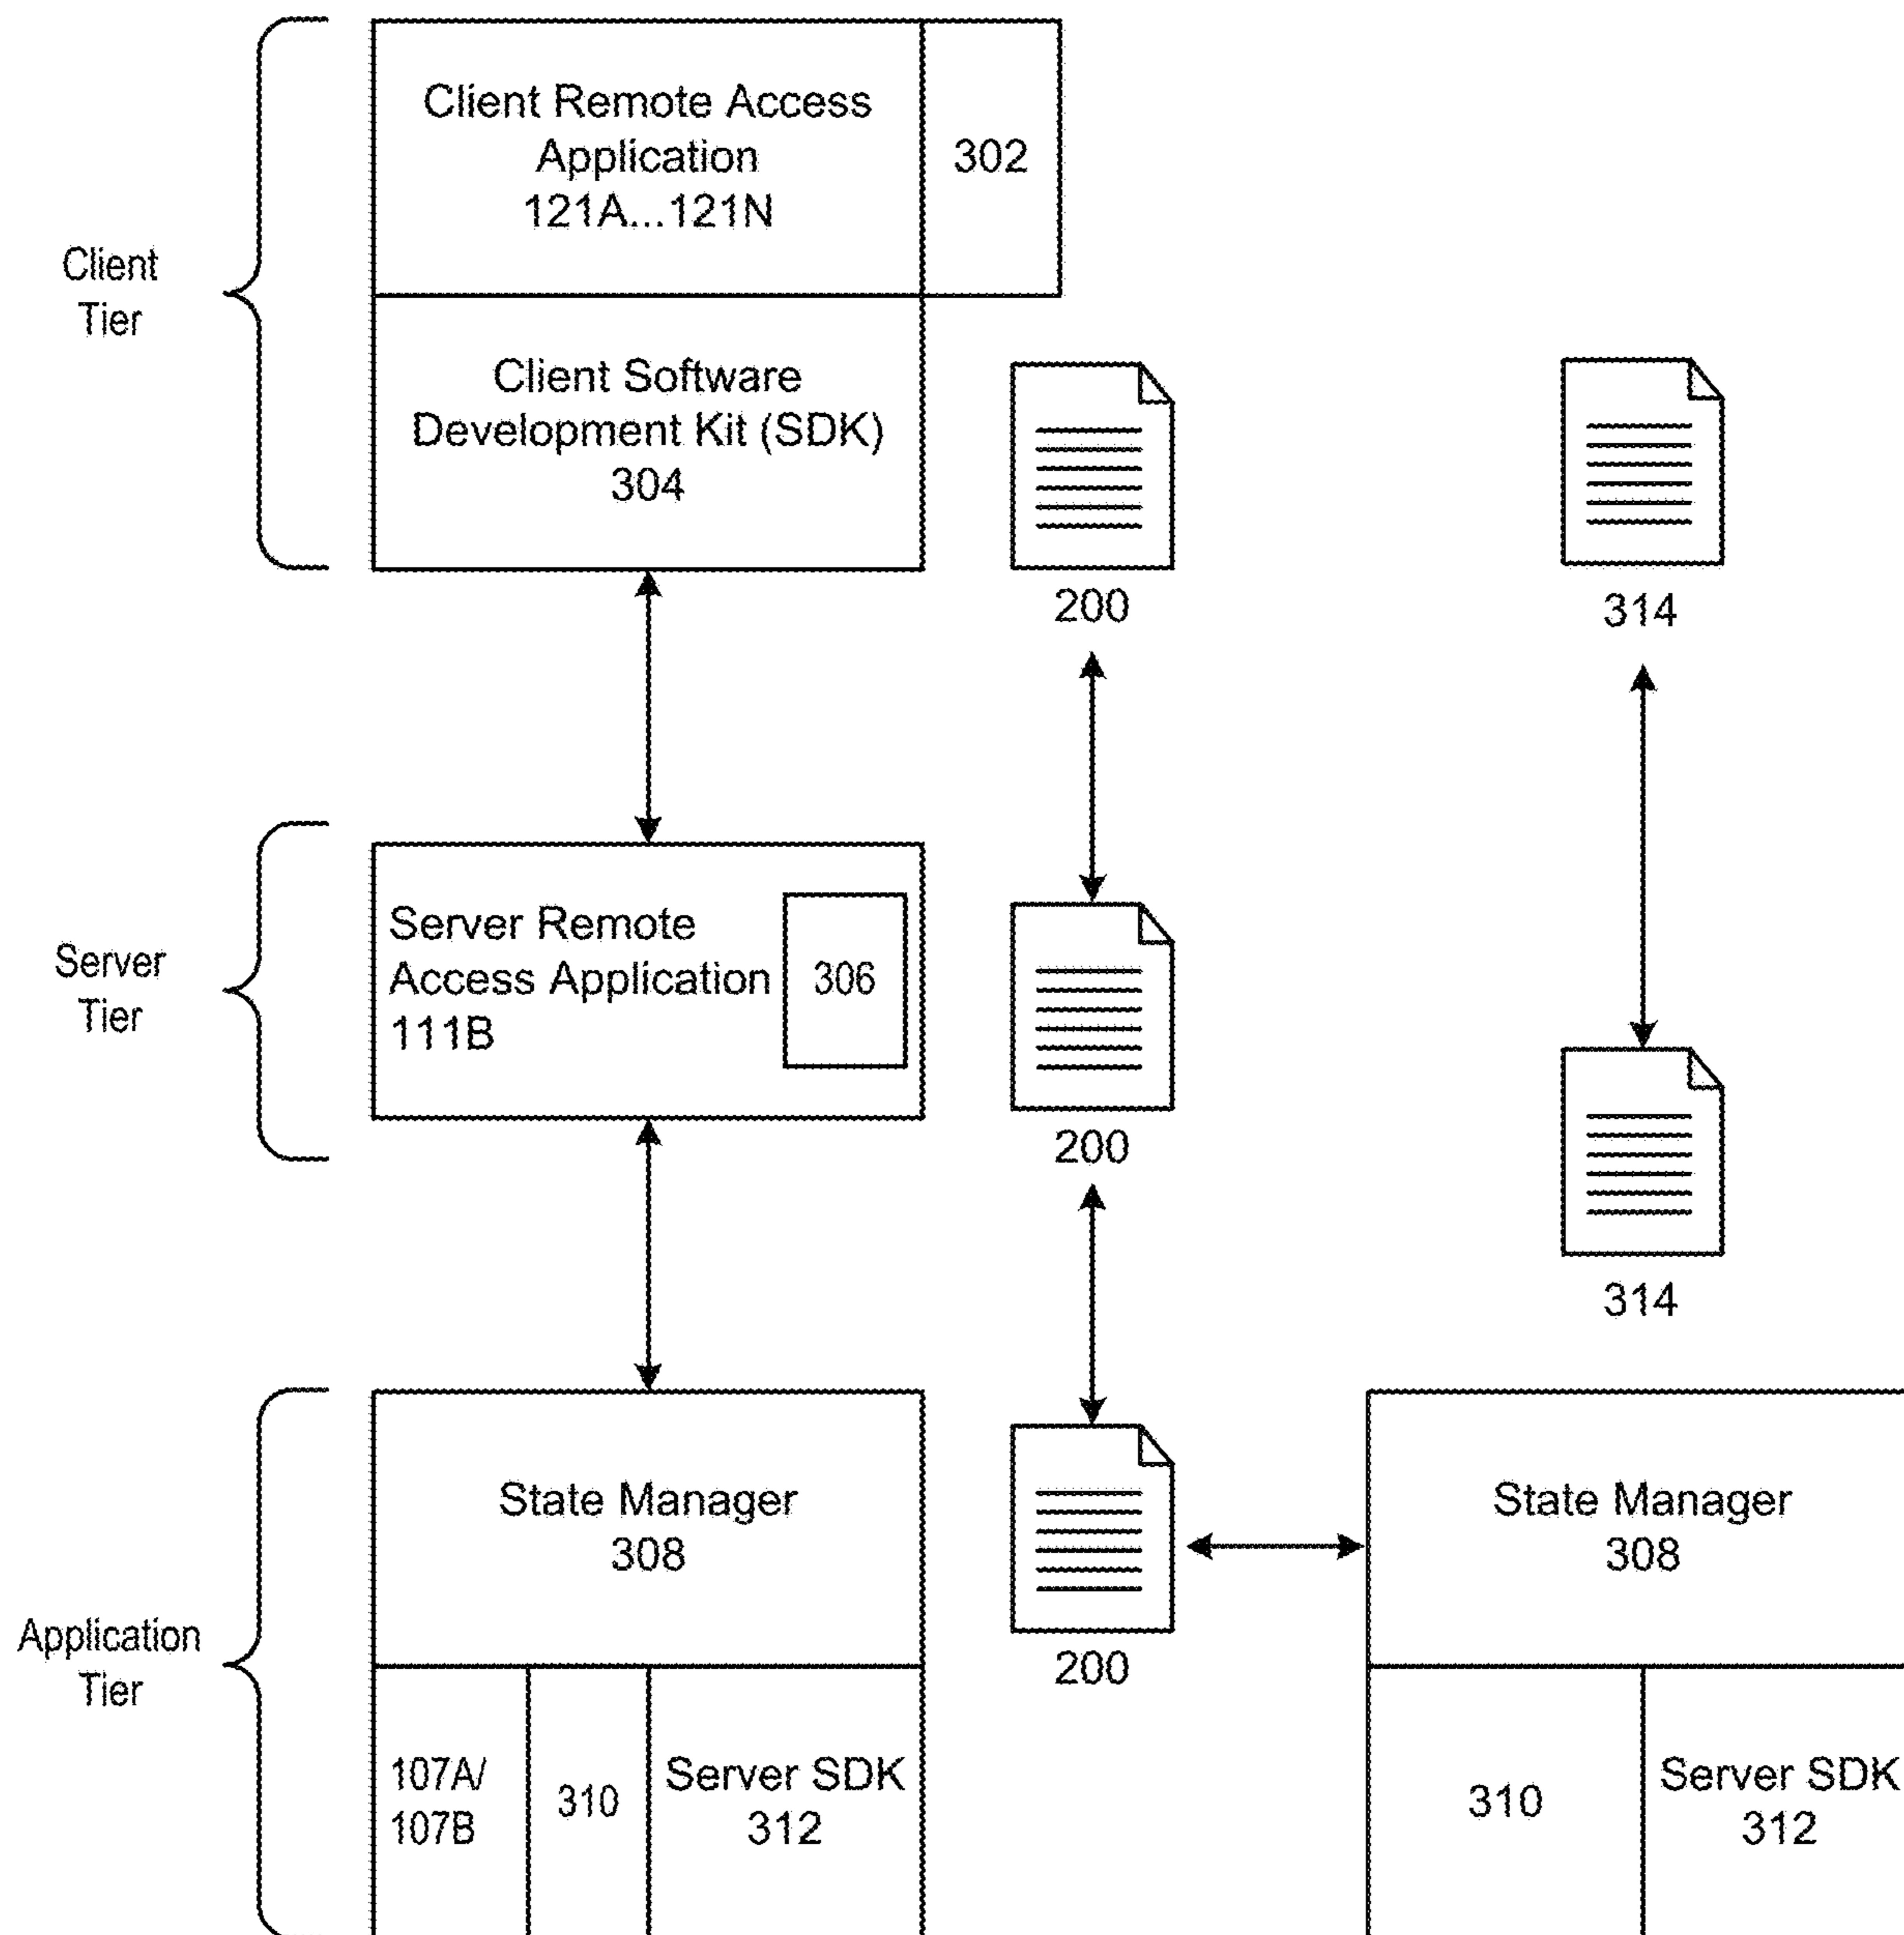 Client Remote Access
Application
121A...121N
302
Client
Tier
Client Software
Development Kit (SDK)
304
200
314
Server Remote
Access Application
111B
306
Server
Tier
200
314
State Manager
308
State Manager
308
Application
Tier
200
107A/
107B
310
Server SDK
312
310
Server SDK
312